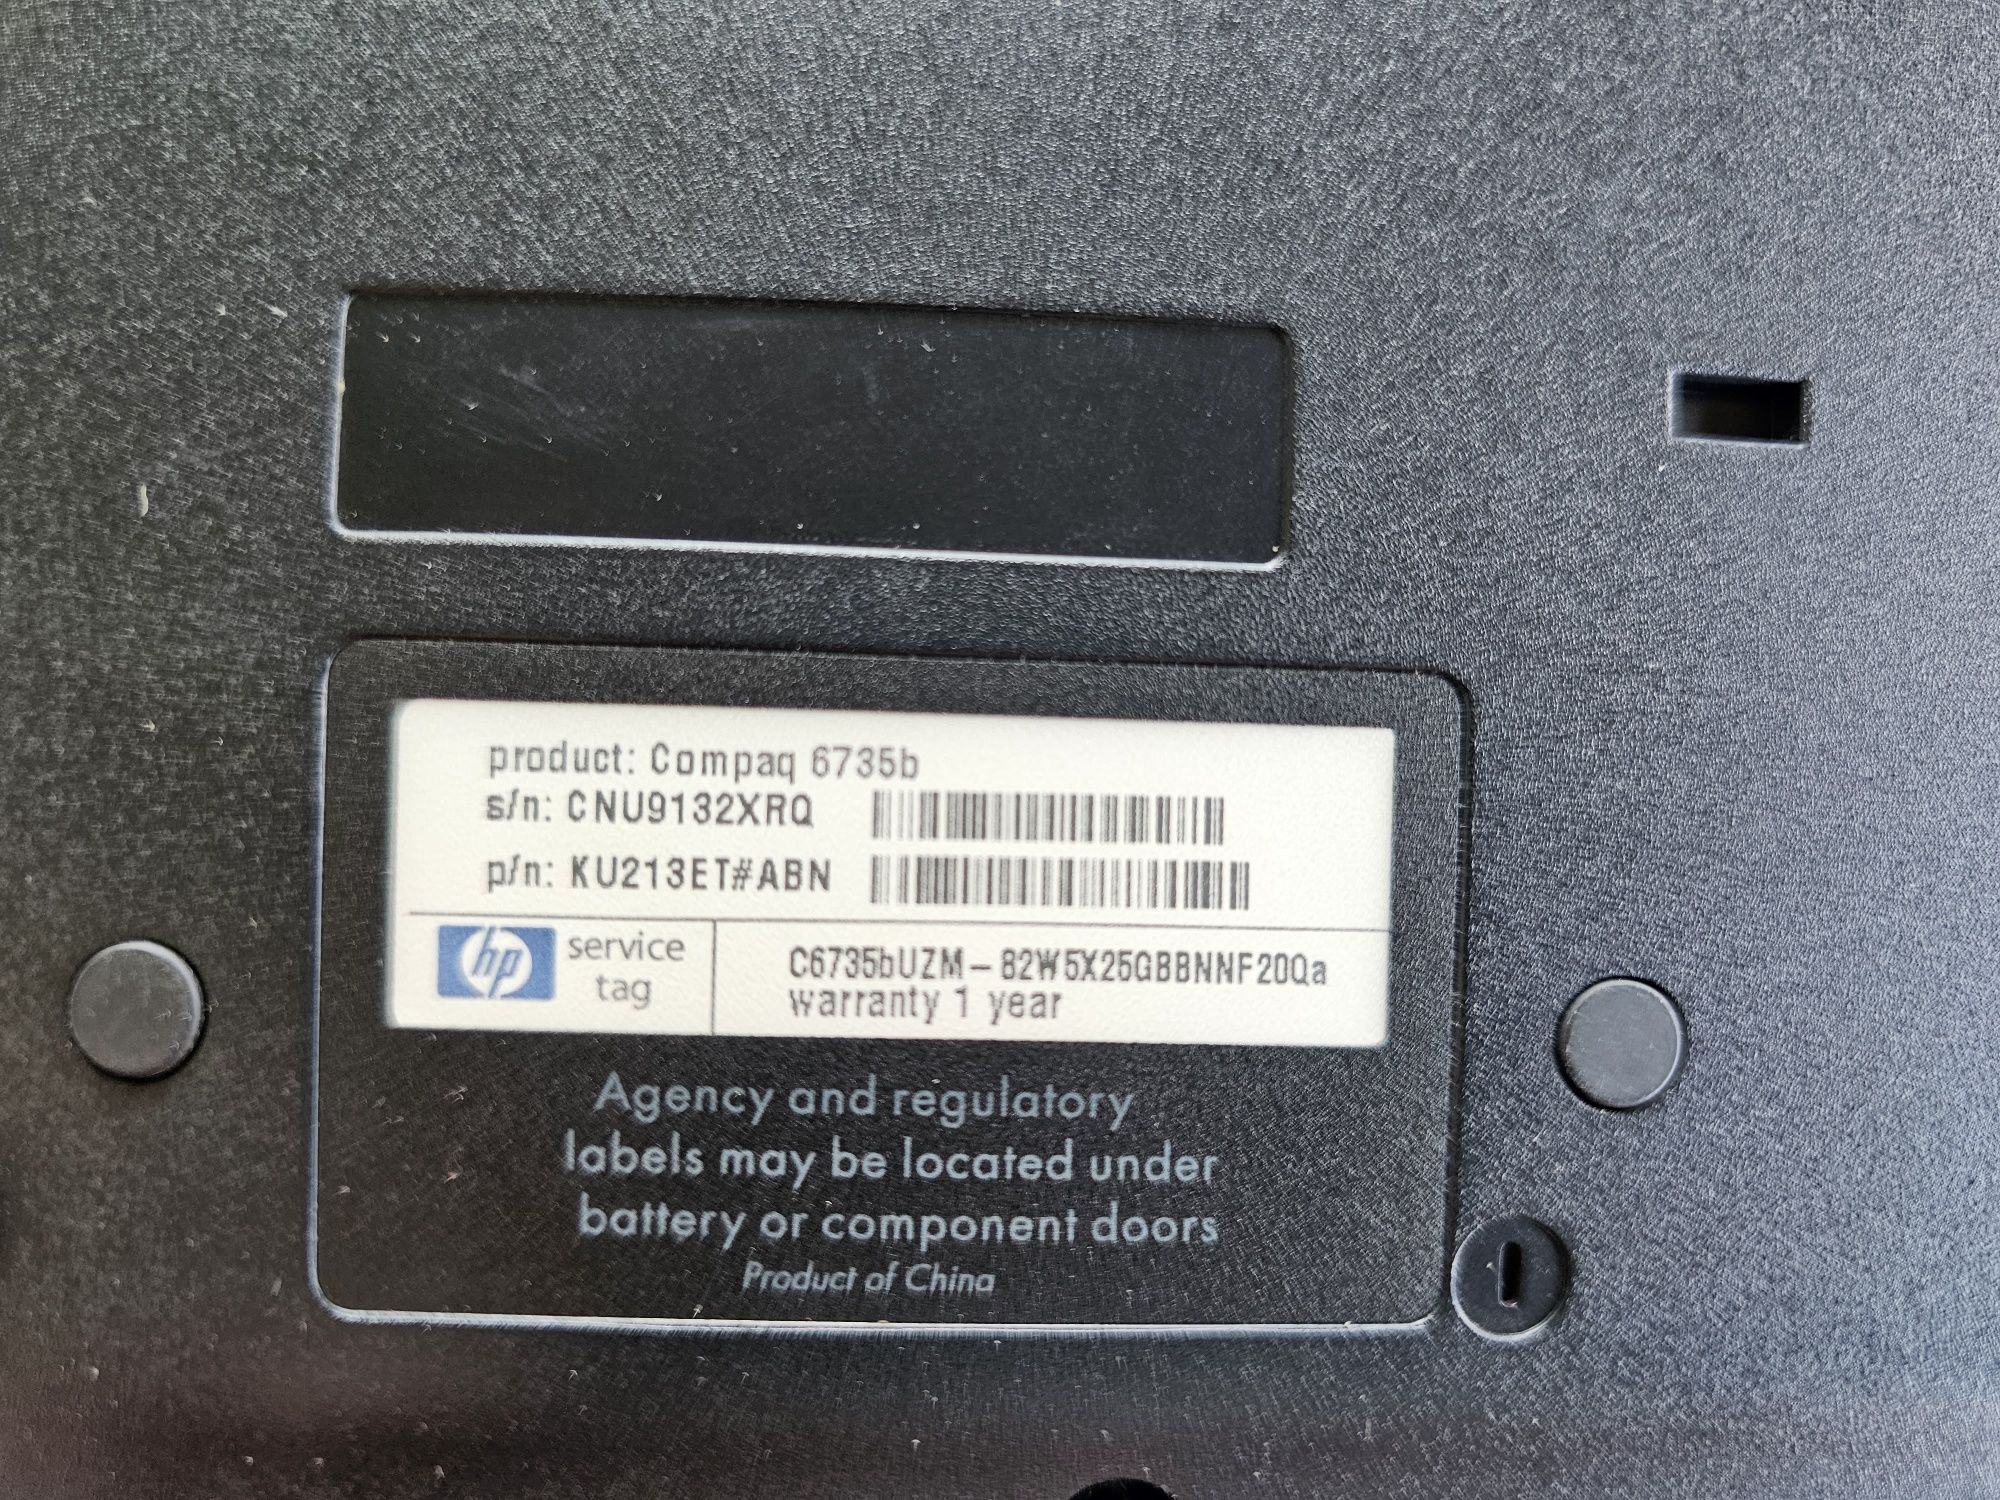 product: Compaq 6735b
s/n: CNU9132XRQ
p/n: KU213ET#ABN
hp service tag
C6735bUZM-82W5X25GBBNNF20Qa
warranty 1 year
Agency and regulatory
labels may be located under
battery or component doors
Product of China